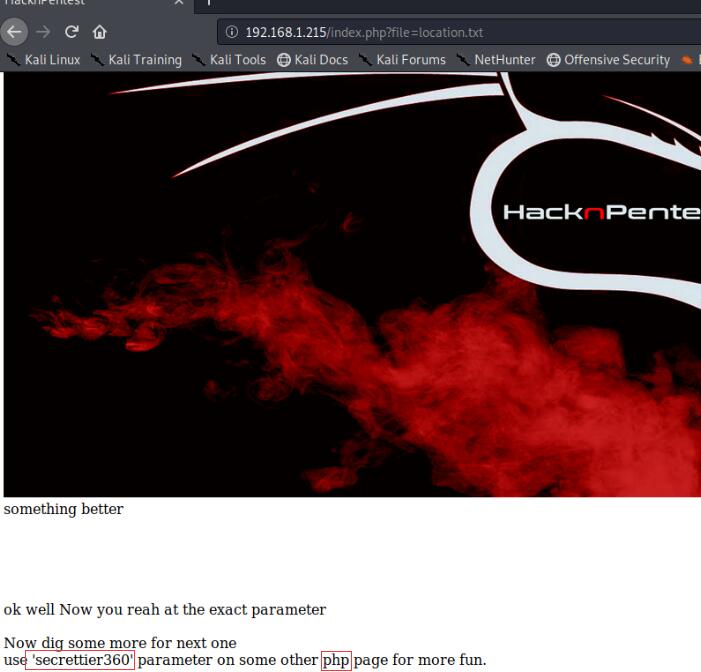 HacknPentest
192.168.1.215/index.php?file=location.txt
Kali Linux Kali Training Kali Tools Kali Docs Kali Forums NetHunter Offensive Security
HacknPente
something better
ok well Now you reah at the exact parameter
Now dig some more for next one
use 'secrettier360' parameter on some other php page for more fun.